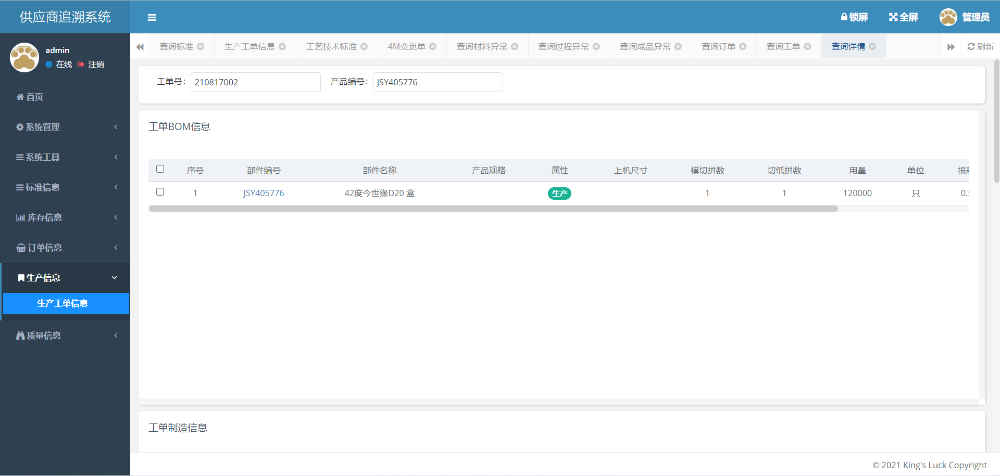 供应商追溯系统
锁屏 全屏 管理员
admin
在线 注销
首页
系统管理
系统工具
标准信息
库存信息
订单信息
生产信息
生产工单信息
质量信息
查询标准 生产工单信息 工艺技术标准 4M变更单 查询材料异常 查询过程异常 查询成品异常 查询订单 查询工单 查询详情 刷新
工单号： 210817002 产品编号： JSY405776
工单BOM信息
序号 部件编号 部件名称 产品规格 属性 上机尺寸 模切拼数 切纸拼数 用量 单位 损
1 JSY405776 42度今世缘D20 盒 生产 1 1 120000 只 0.
工单制造信息
© 2021 King's Luck Copyright